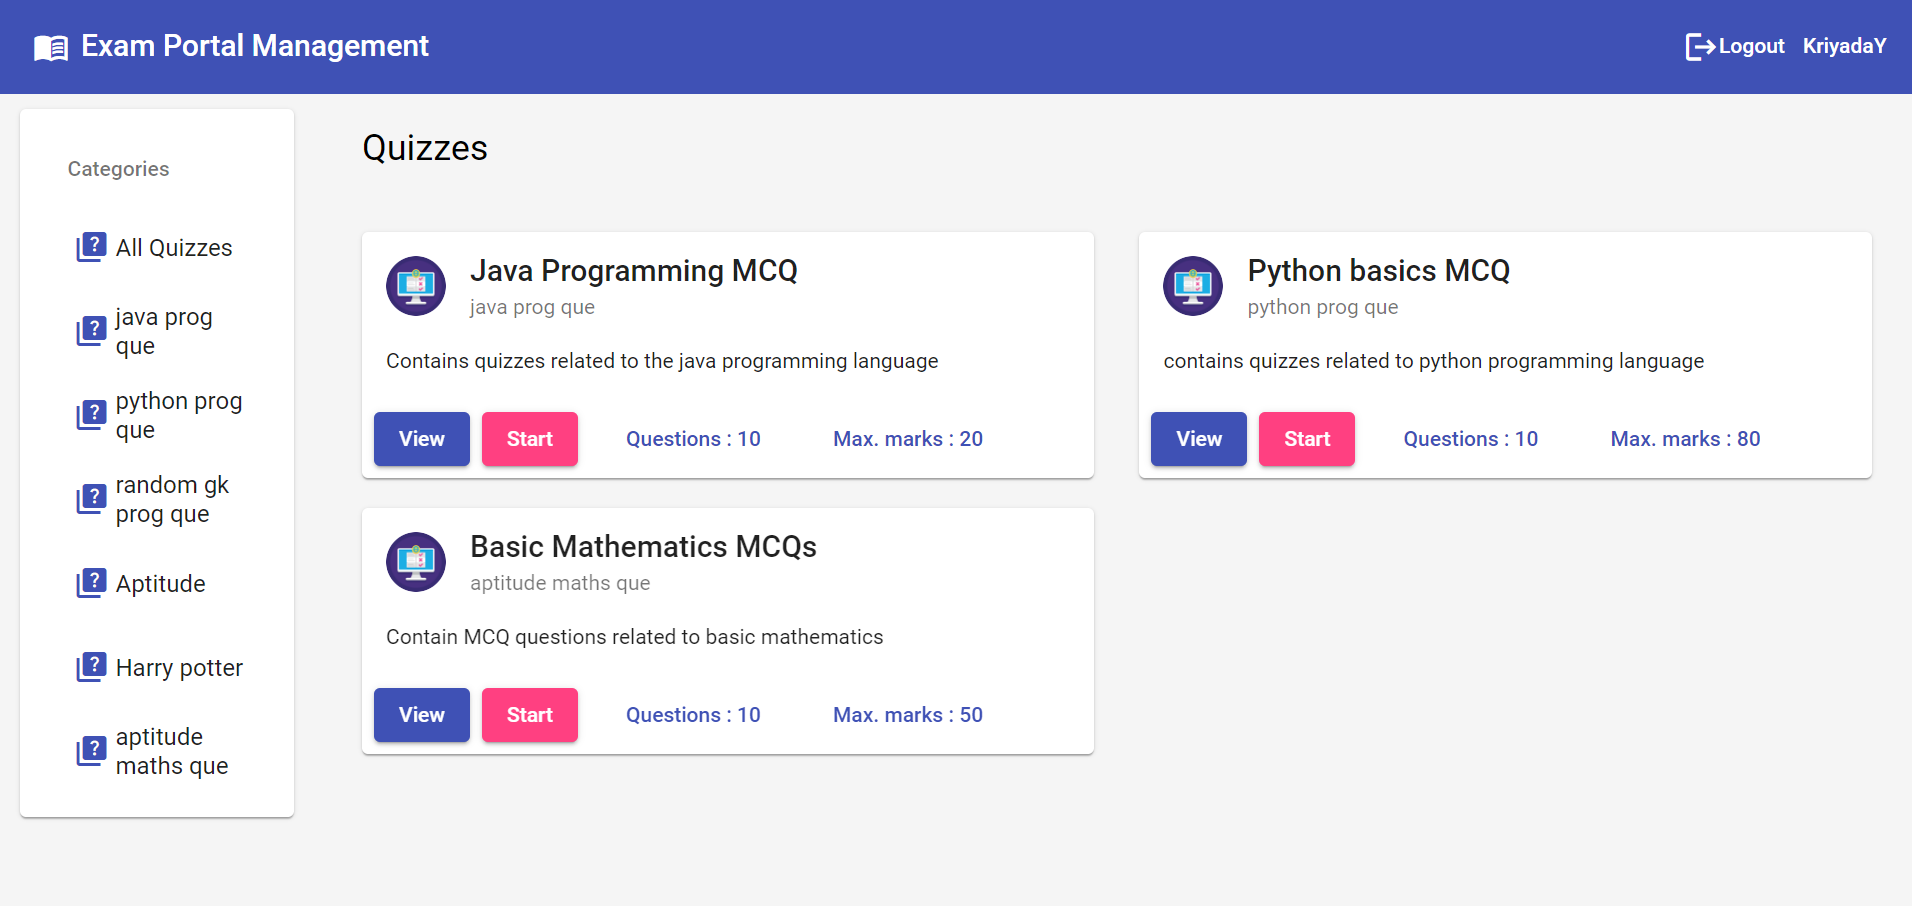 Exam Portal Management
Logout KriyadaY
Categories
All Quizzes
java prog
que
python prog
que
random gk
prog que
Aptitude
Harry potter
aptitude
maths que
Quizzes
Java Programming MCQ
java prog que
Contains quizzes related to the java programming language
View Start Questions : 10 Max. marks : 20
Python basics MCQ
python prog que
contains quizzes related to python programming language
View Start Questions : 10 Max. marks : 80
Basic Mathematics MCQs
aptitude maths que
Contain MCQ questions related to basic mathematics
View Start Questions : 10 Max. marks : 50